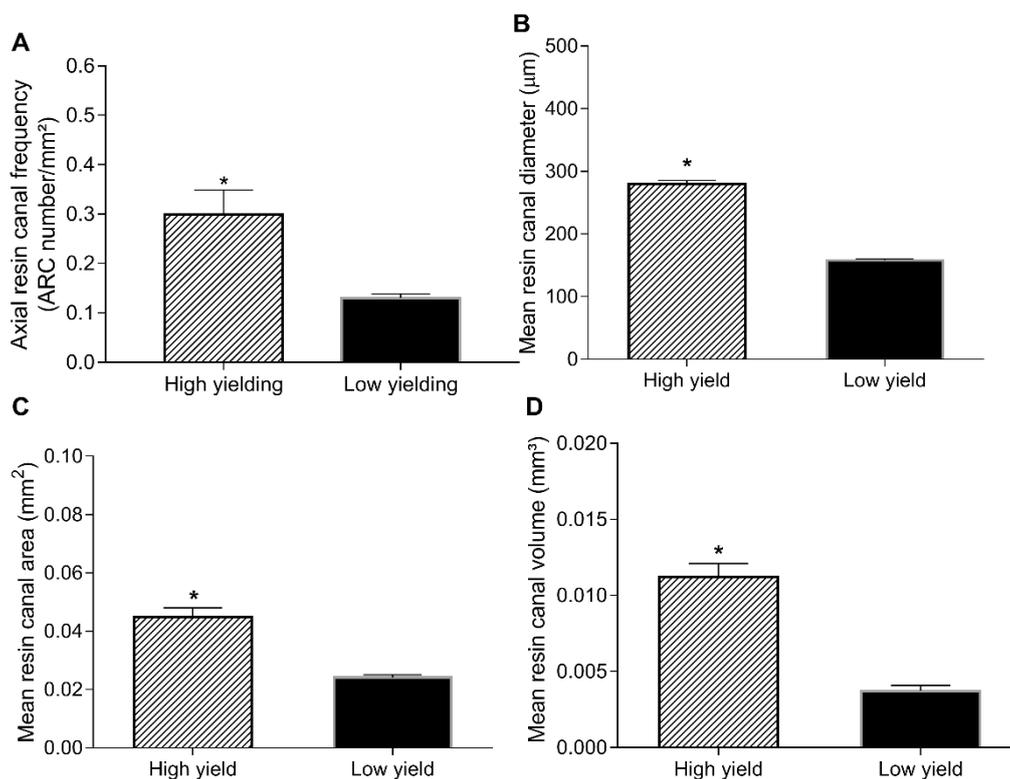 A
Axial resin canal frequency
(ARC number/mm²)
0.6
0.5
0.4
0.3
0.2
0.1
0.0
*
High yielding
Low yielding
B
Mean resin canal diameter (μm)
500
400
300
200
100
0
*
High yield
Low yield
C
Mean resin canal area (mm²)
0.10
0.08
0.06
0.04
0.02
0.00
*
High yield
Low yield
D
Mean resin canal volume (mm³)
0.020
0.015
0.010
0.005
0.000
*
High yield
Low yield